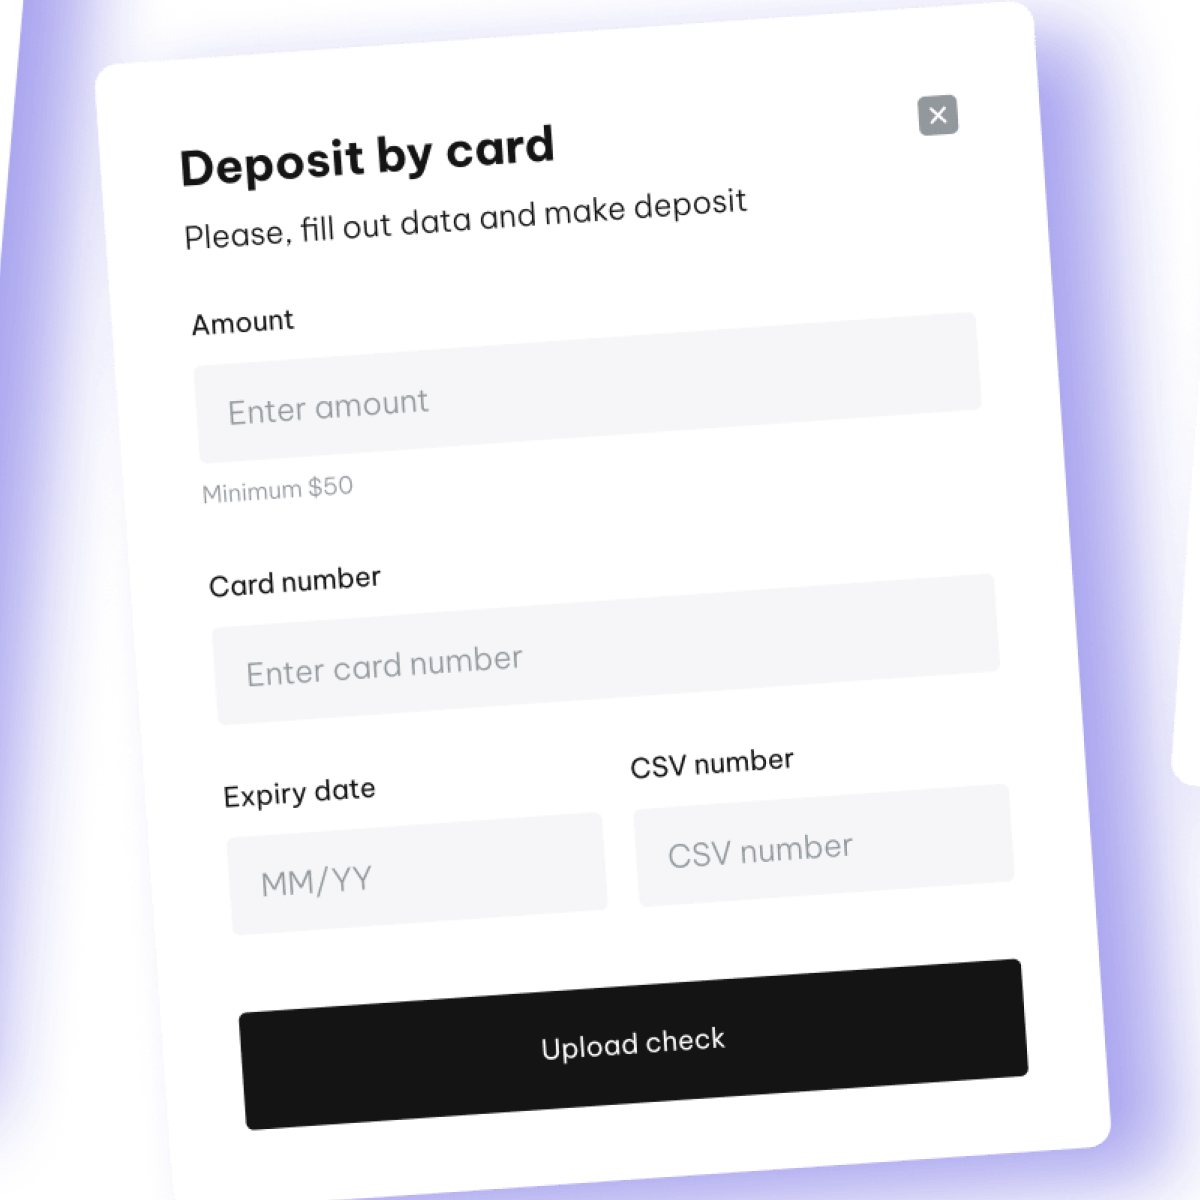 Deposit by card
Please, fill out data and make deposit
Amount
Enter amount
Minimum $50
Card number
Enter card number
Expiry date
CSV number
MM/YY
CSV number
Upload check